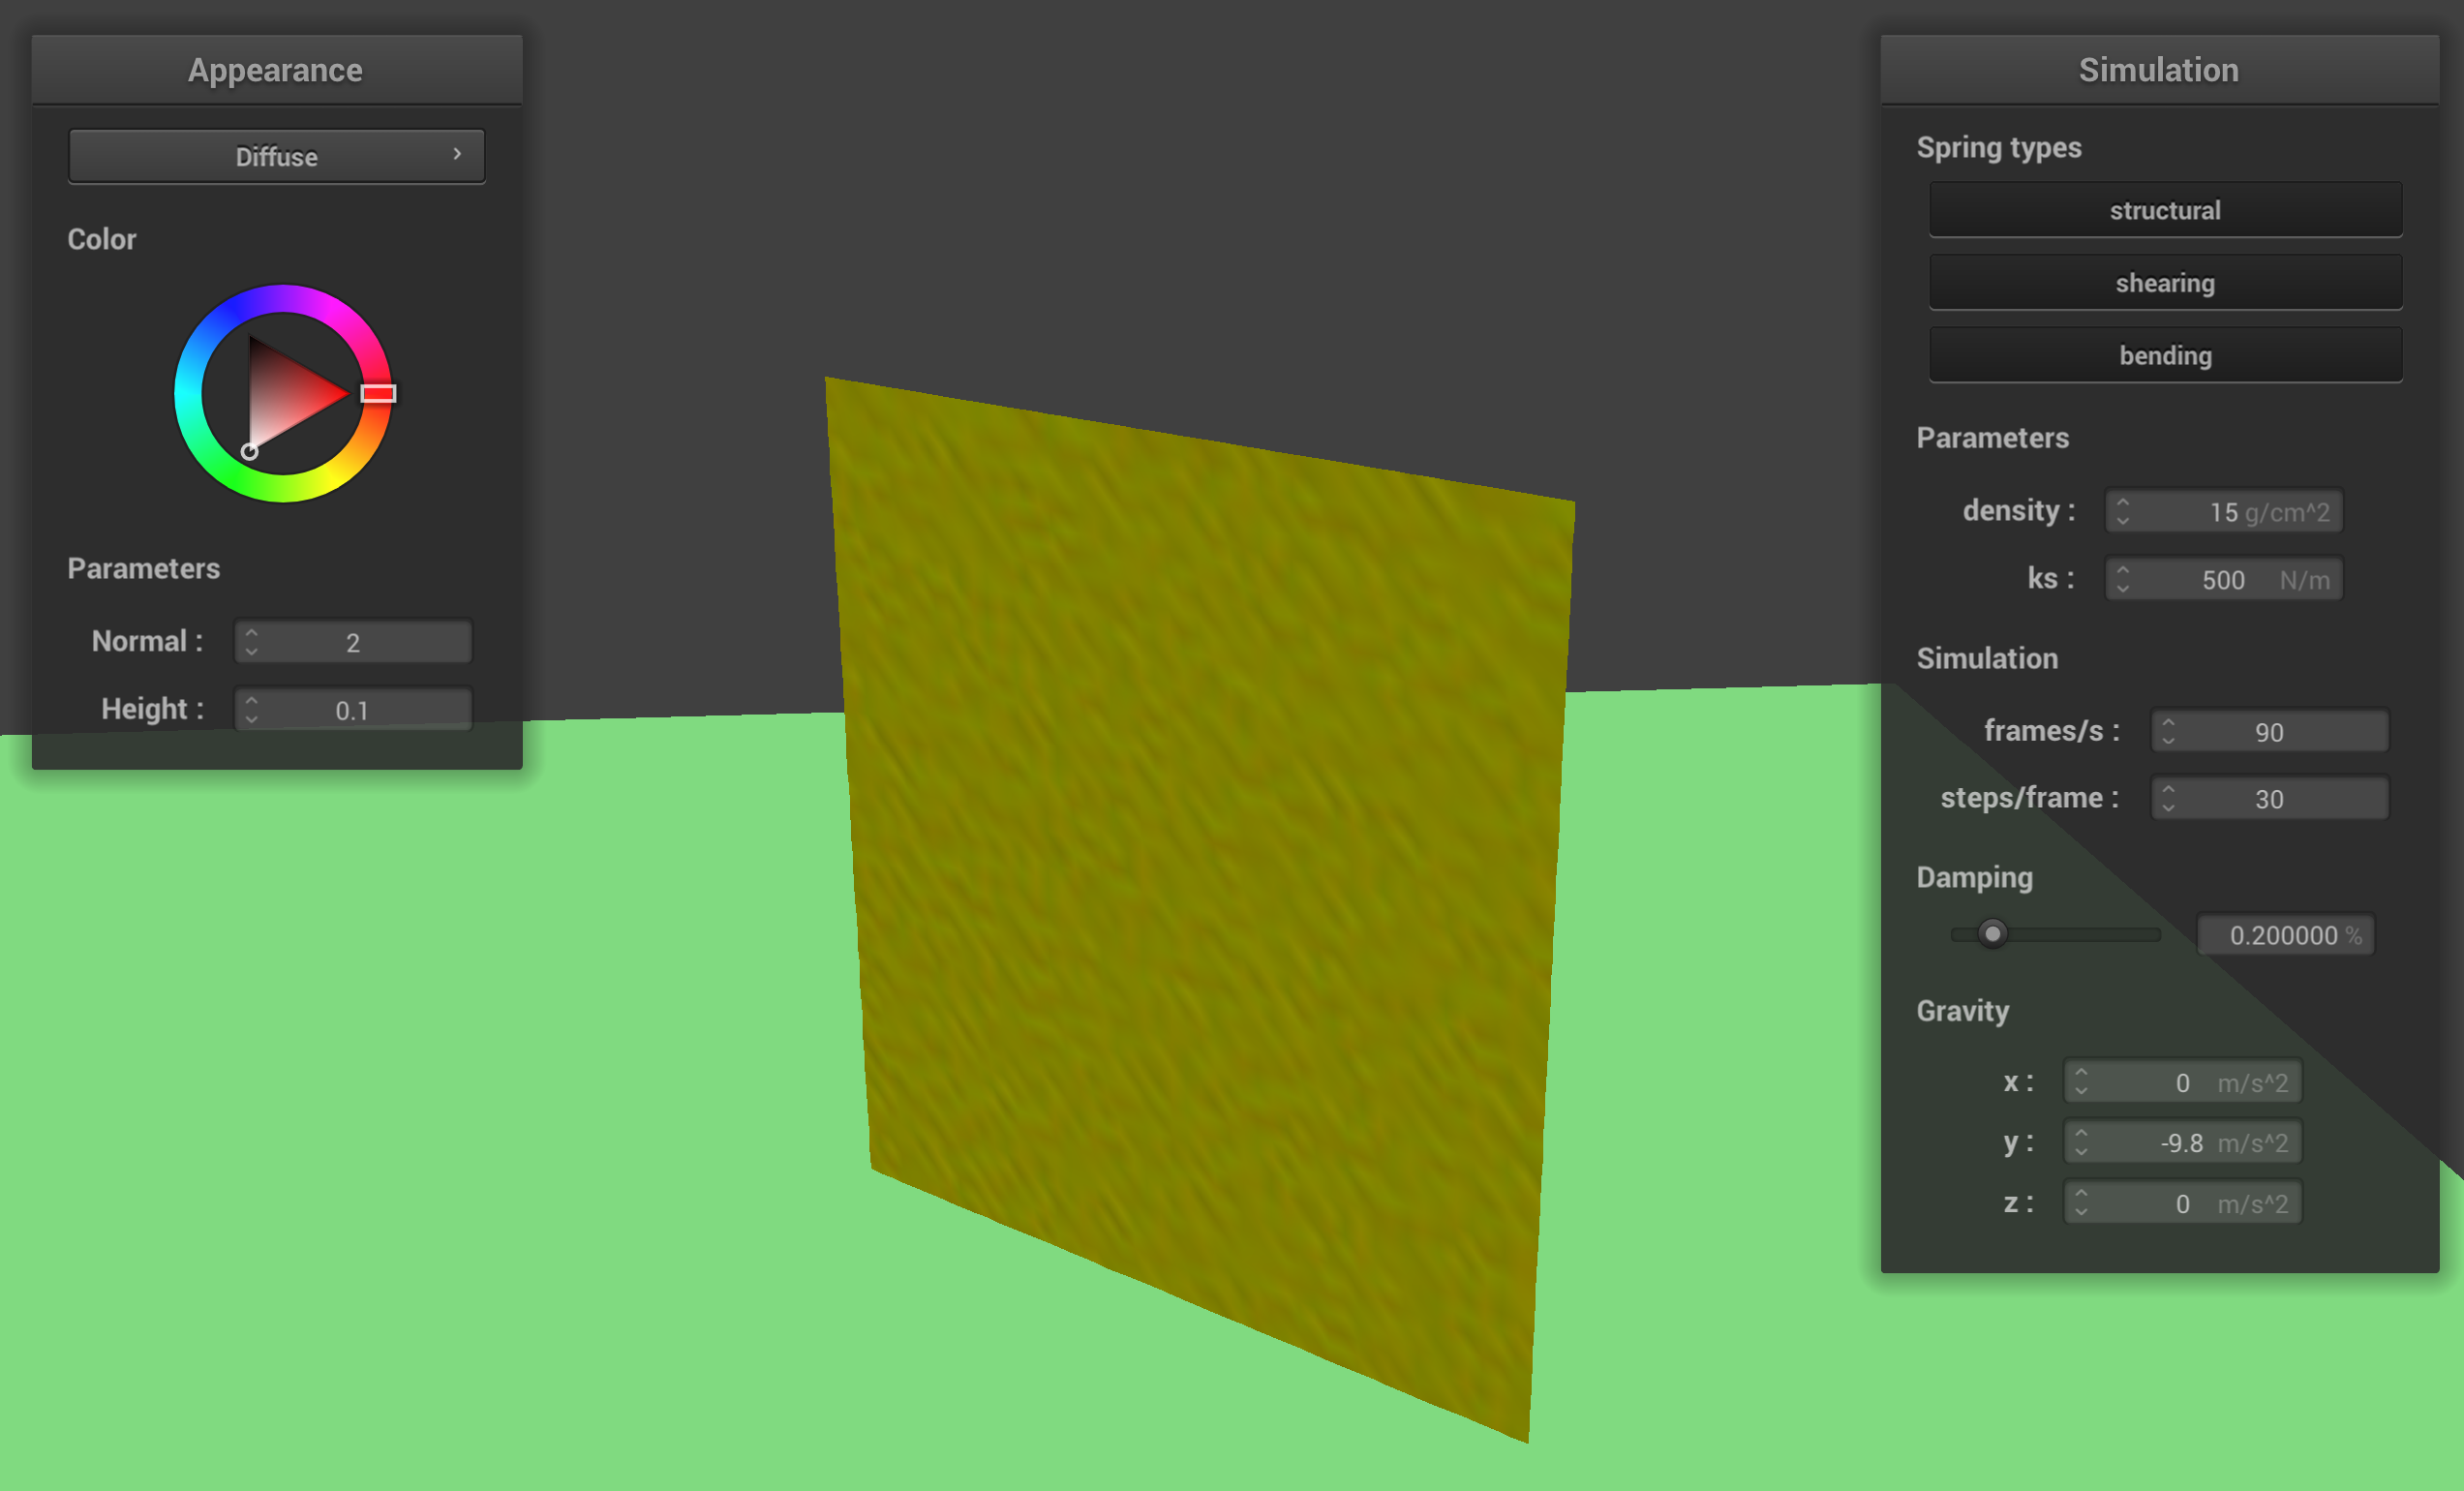 Appearance
Diffuse
Color
Parameters
Normal : 2
Height : 0.1
Simulation
Spring types
structural
shearing
bending
Parameters
density : 15 g/cm^2
ks : 500 N/m
Simulation
frames/s : 90
steps/frame : 30
Damping
0.200000 %
Gravity
x : 0 m/s^2
y : -9.8 m/s^2
z : 0 m/s^2